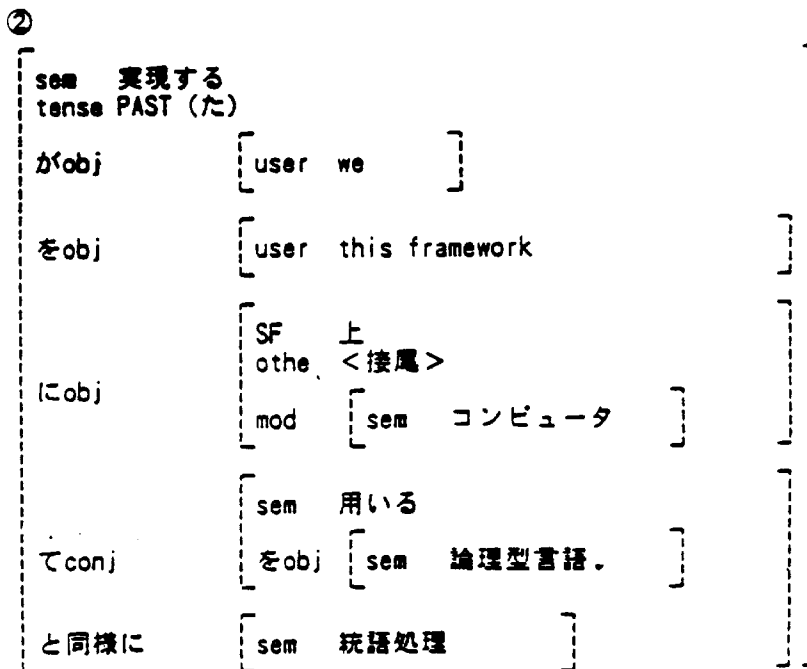 ②
sem 実現する
tense PAST (た)
がobj user we
をobj user this framework
SF 上
othe <接尾>
にobj
mod sem コンピュータ
sem 用いる
てconj をobj sem 論理型言語.
と同様に sem 統語処理